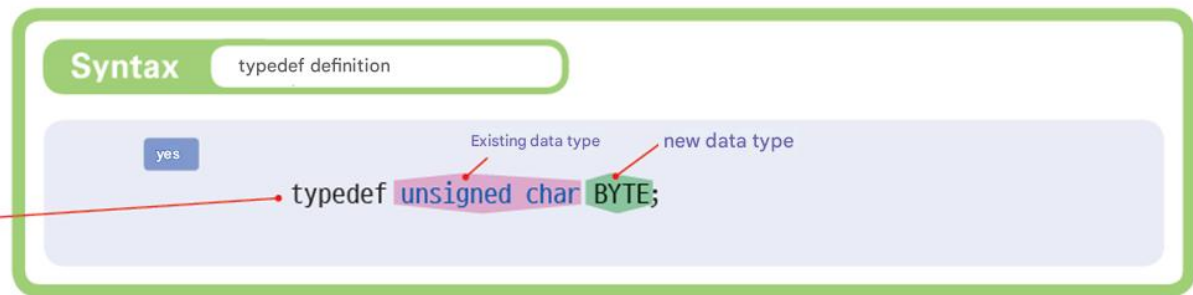 Syntax typedef definition
yes
Existing data type new data type
typedef unsigned char BYTE;